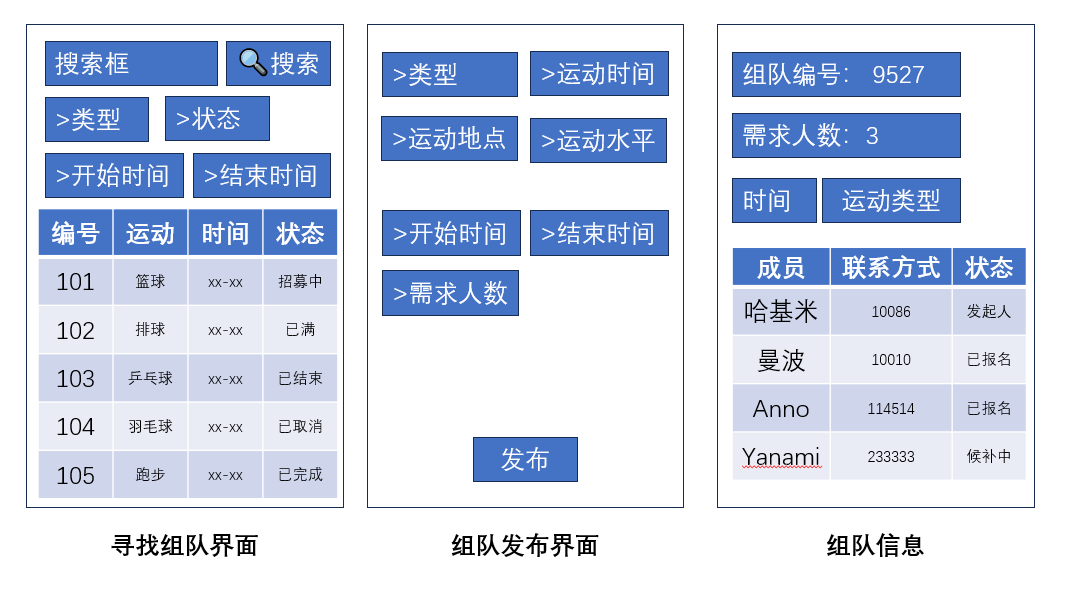 搜索框 🔍搜索
>类型 >状态
>开始时间 >结束时间
编号 运动 时间 状态
101 篮球 xx-xx 招募中
102 排球 xx-xx 已满
103 乒乓球 xx-xx 已结束
104 羽毛球 xx-xx 已取消
105 跑步 xx-xx 已完成
寻找组队界面
>类型 >运动时间
>运动地点 >运动水平
>开始时间 >结束时间
>需求人数
发布
组队发布界面
组队编号： 9527
需求人数：3
时间 运动类型
成员 联系方式 状态
哈基米 10086 发起人
曼波 10010 已报名
Anno 114514 已报名
Yanami 233333 候补中
组队信息